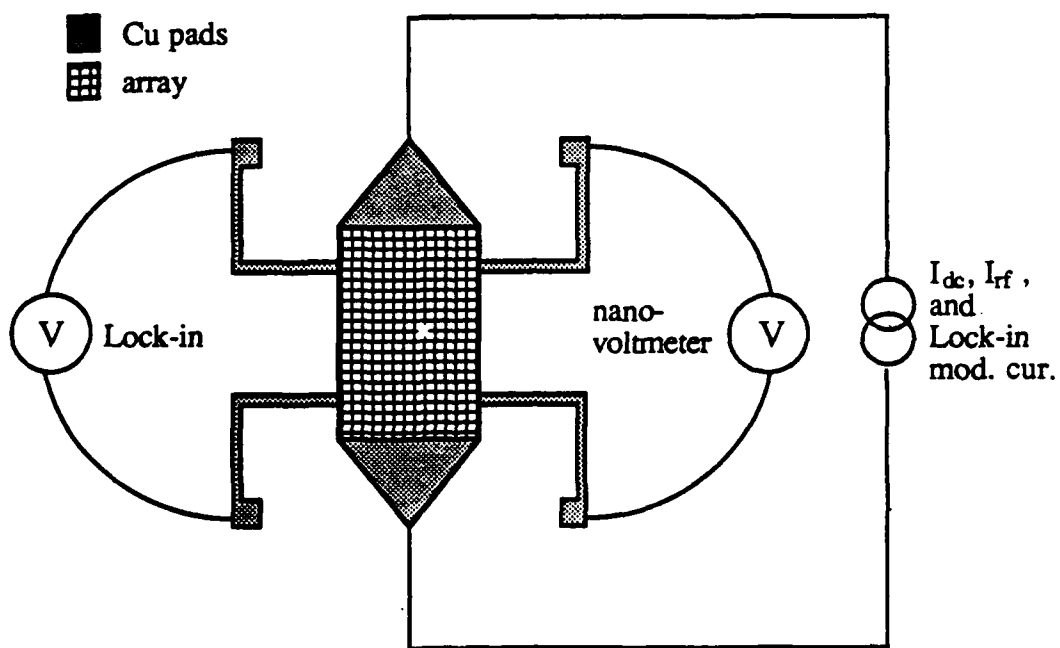 Cu pads
array
V
Lock-in
nano-
voltmeter
V
I_dc, I_rf ,
and
Lock-in
mod. cur.